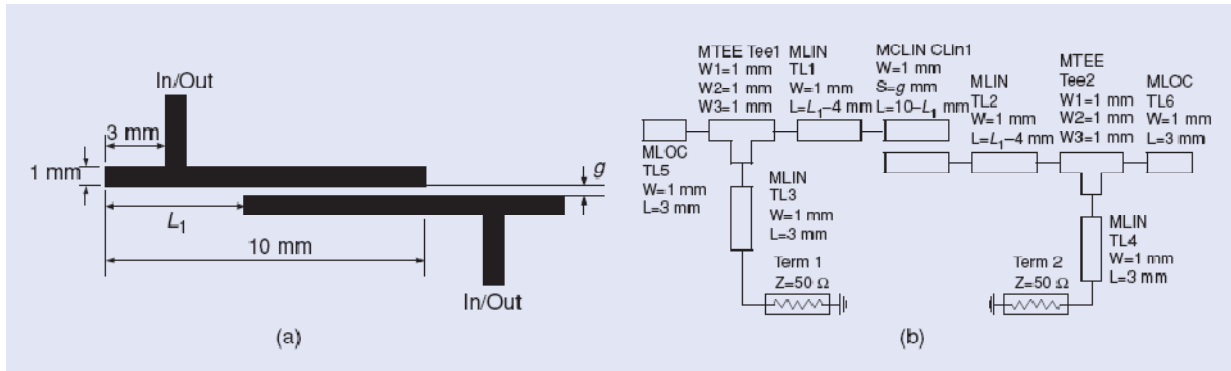 In/Out
3 mm
1 mm
g
L1
10 mm
In/Out
(a)
MTEE Tee1
W1=1 mm
W2=1 mm
W3=1 mm
MLIN
TL1
W=1 mm
L=L1–4 mm
MCLIN CLin1
W=1 mm
S=g mm
L=10–L1 mm
MLIN
TL2
W=1 mm
L=L1–4 mm
MTEE
Tee2
W1=1 mm
W2=1 mm
W3=1 mm
MLOC
TL6
W=1 mm
L=3 mm
MLOC
TL5
W=1 mm
L=3 mm
MLIN
TL3
W=1 mm
L=3 mm
MLIN
TL4
W=1 mm
L=3 mm
Term 1
Z=50 Ω
Term 2
Z=50 Ω
(b)